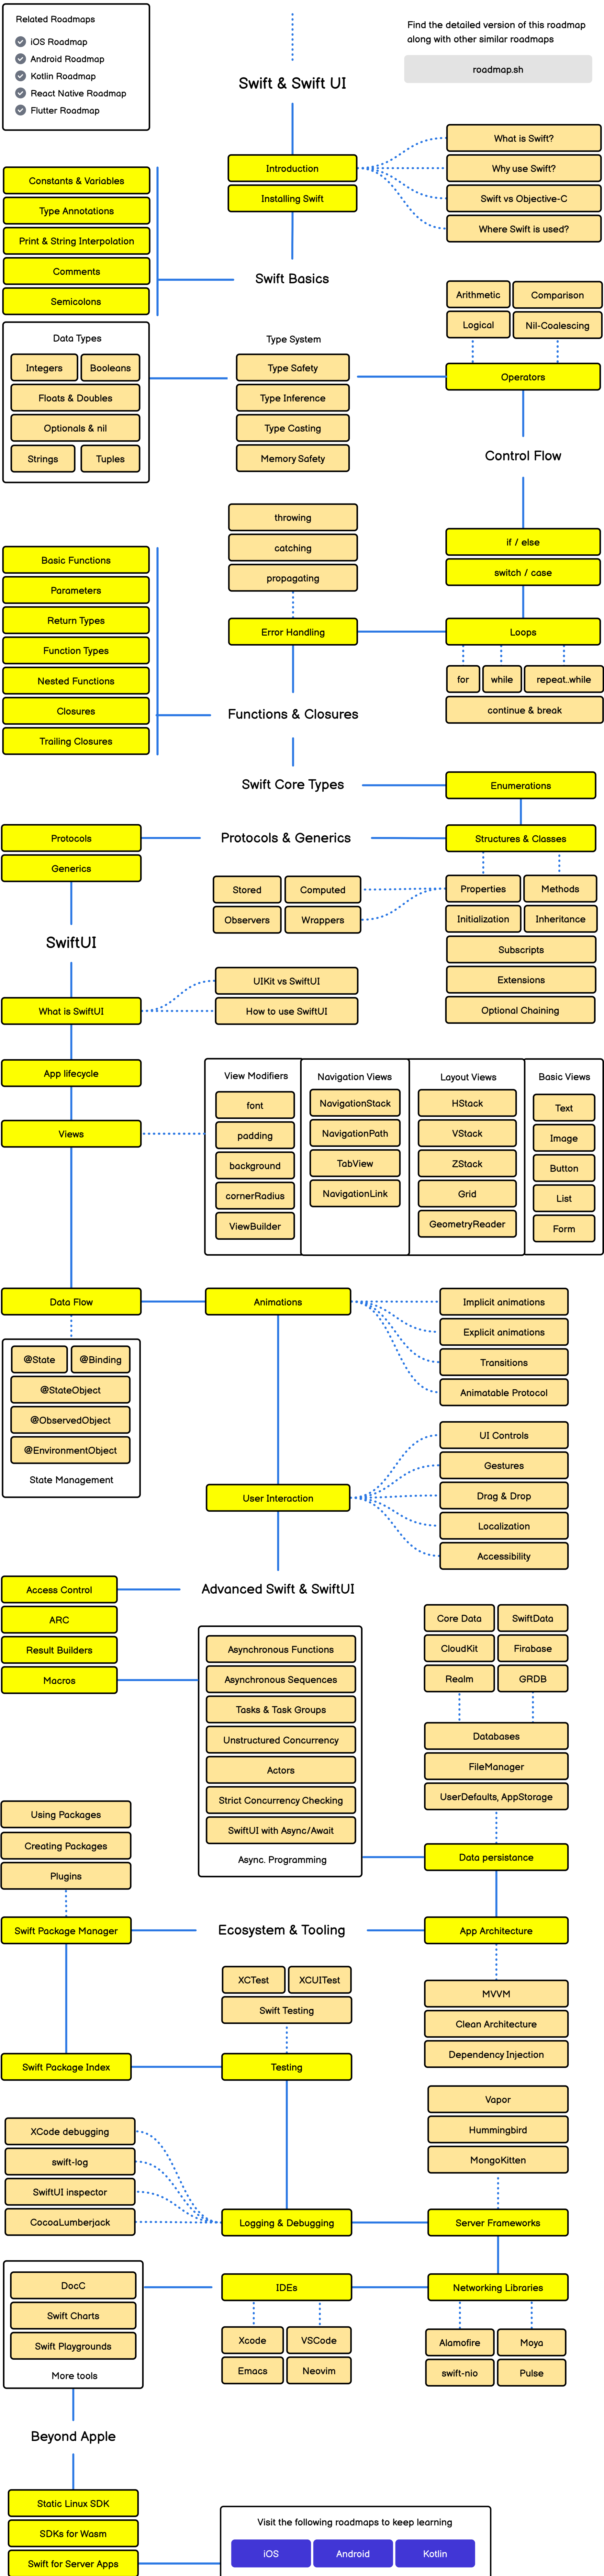 Related Roadmaps
iOS Roadmap
Android Roadmap
Kotlin Roadmap
React Native Roadmap
Flutter Roadmap
Find the detailed version of this roadmap
along with other similar roadmaps
roadmap.sh
Swift & Swift UI
Introduction
Installing Swift
What is Swift?
Why use Swift?
Swift vs Objective-C
Where Swift is used?
Constants & Variables
Type Annotations
Print & String Interpolation
Comments
Semicolons
Swift Basics
Data Types
Integers
Booleans
Floats & Doubles
Optionals & nil
Strings
Tuples
Type System
Type Safety
Type Inference
Type Casting
Memory Safety
Arithmetic
Comparison
Logical
Nil-Coalescing
Operators
Control Flow
if / else
switch / case
Loops
for
while
repeat..while
continue & break
throwing
catching
propagating
Error Handling
Basic Functions
Parameters
Return Types
Function Types
Nested Functions
Closures
Trailing Closures
Functions & Closures
Swift Core Types
Enumerations
Structures & Classes
Protocols & Generics
Protocols
Generics
Stored
Computed
Observers
Wrappers
Properties
Methods
Initialization
Inheritance
Subscripts
Extensions
Optional Chaining
SwiftUI
What is SwiftUI
UIKit vs SwiftUI
How to use SwiftUI
App lifecycle
Views
View Modifiers
font
padding
background
cornerRadius
ViewBuilder
Navigation Views
NavigationStack
NavigationPath
TabView
NavigationLink
Layout Views
HStack
VStack
ZStack
Grid
GeometryReader
Basic Views
Text
Image
Button
List
Form
Data Flow
@State
@Binding
@StateObject
@ObservedObject
@EnvironmentObject
State Management
Animations
Implicit animations
Explicit animations
Transitions
Animatable Protocol
User Interaction
UI Controls
Gestures
Drag & Drop
Localization
Accessibility
Advanced Swift & SwiftUI
Access Control
ARC
Result Builders
Macros
Asynchronous Functions
Asynchronous Sequences
Tasks & Task Groups
Unstructured Concurrency
Actors
Strict Concurrency Checking
SwiftUI with Async/Await
Async. Programming
Core Data
SwiftData
CloudKit
Firabase
Realm
GRDB
Databases
FileManager
UserDefaults, AppStorage
Data persistance
Using Packages
Creating Packages
Plugins
Swift Package Manager
Ecosystem & Tooling
App Architecture
MVVM
Clean Architecture
Dependency Injection
XCTest
XCUITest
Swift Testing
Swift Package Index
Testing
Vapor
Hummingbird
MongoKitten
XCode debugging
swift-log
SwiftUI inspector
CocoaLumberjack
Logging & Debugging
Server Frameworks
DocC
Swift Charts
Swift Playgrounds
More tools
IDEs
Xcode
VSCode
Emacs
Neovim
Networking Libraries
Alamofire
Moya
swift-nio
Pulse
Beyond Apple
Static Linux SDK
SDKs for Wasm
Swift for Server Apps
Visit the following roadmaps to keep learning
iOS
Android
Kotlin